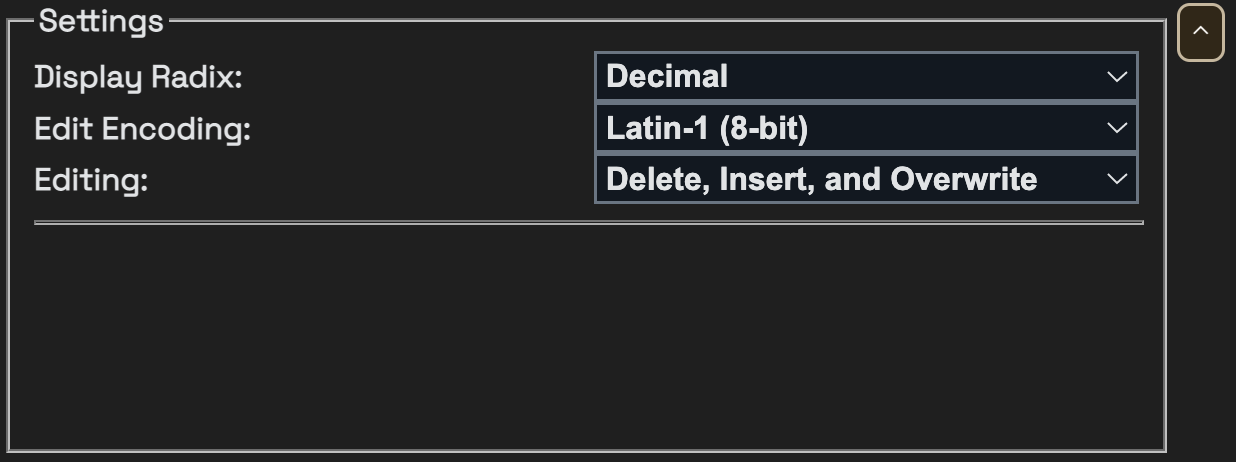 Settings
Display Radix: Decimal
Edit Encoding: Latin-1 (8-bit)
Editing: Delete, Insert, and Overwrite